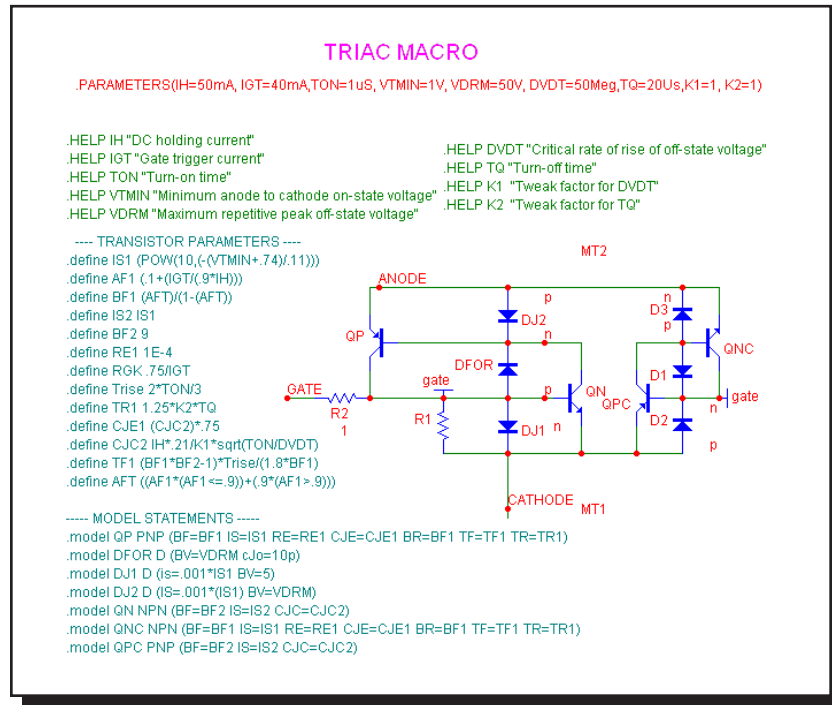 TRIAC MACRO
.PARAMETERS(IH=50mA, IGT=40mA,TON=1uS, VTMIN=1V, VDRM=50V, DVDT=50Meg,TQ=20Us,K1=1, K2=1)
.HELP IH "DC holding current"
.HELP IGT "Gate trigger current"
.HELP TON "Turn-on time"
.HELP VTMIN "Minimum anode to cathode on-state voltage"
.HELP VDRM "Maximum repetitive peak off-state voltage"
.HELP DVDT "Critical rate of rise of off-state voltage"
.HELP TQ "Turn-off time"
.HELP K1 "Tweak factor for DVDT"
.HELP K2 "Tweak factor for TQ"
---- TRANSISTOR PARAMETERS ----
.define IS1 (POW(10,(-(VTMIN+.74)/.11)))
.define AF1 (.1+(IGT/(.9*IH)))
.define BF1 (AFT)/(1-(AFT))
.define IS2 IS1
.define BF2 9
.define RE1 1E-4
.define RGK .75/IGT
.define Trise 2*TON/3
.define TR1 1.25*K2*TQ
.define CJE1 (CJC2)*.75
.define CJC2 IH*.21/K1*sqrt(TON/DVDT)
.define TF1 (BF1*BF2-1)*Trise/(1.8*BF1)
.define AFT ((AF1*(AF1<=.9))+(.9*(AF1>.9)))
MT2
ANODE
p
n
DJ2
D3
p
QP
n
QNC
DFOR
D1
GATE
gate
p
QN
QPC
gate
R2
1
R1
DJ1
n
D2
n
p
CATHODE
MT1
----- MODEL STATEMENTS -----
.model QP PNP (BF=BF1 IS=IS1 RE=RE1 CJE=CJE1 BR=BF1 TF=TF1 TR=TR1)
.model DFOR D (BV=VDRM cJo=10p)
.model DJ1 D (is=.001*IS1 BV=5)
.model DJ2 D (IS=.001*(IS1) BV=VDRM)
.model QN NPN (BF=BF2 IS=IS2 CJC=CJC2)
.model QNC NPN (BF=BF1 IS=IS1 RE=RE1 CJE=CJE1 BR=BF1 TF=TF1 TR=TR1)
.model QPC PNP (BF=BF2 IS=IS2 CJC=CJC2)